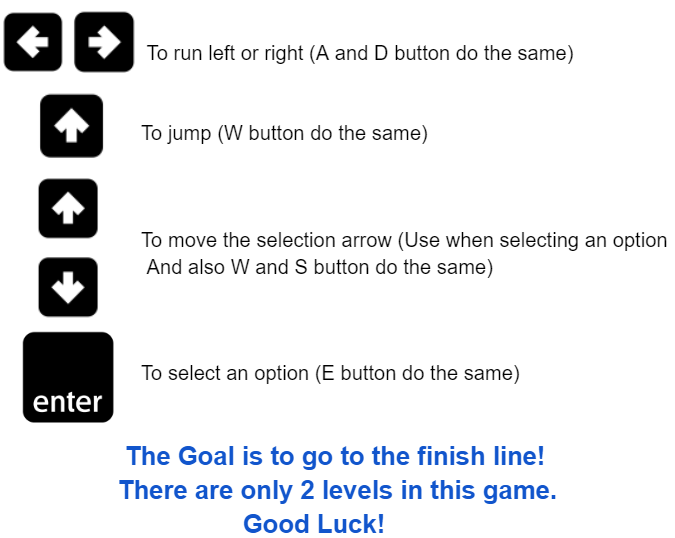 To run left or right (A and D button do the same)
To jump (W button do the same)
To move the selection arrow (Use when selecting an option
And also W and S button do the same)
enter
To select an option (E button do the same)
The Goal is to go to the finish line!
There are only 2 levels in this game.
Good Luck!